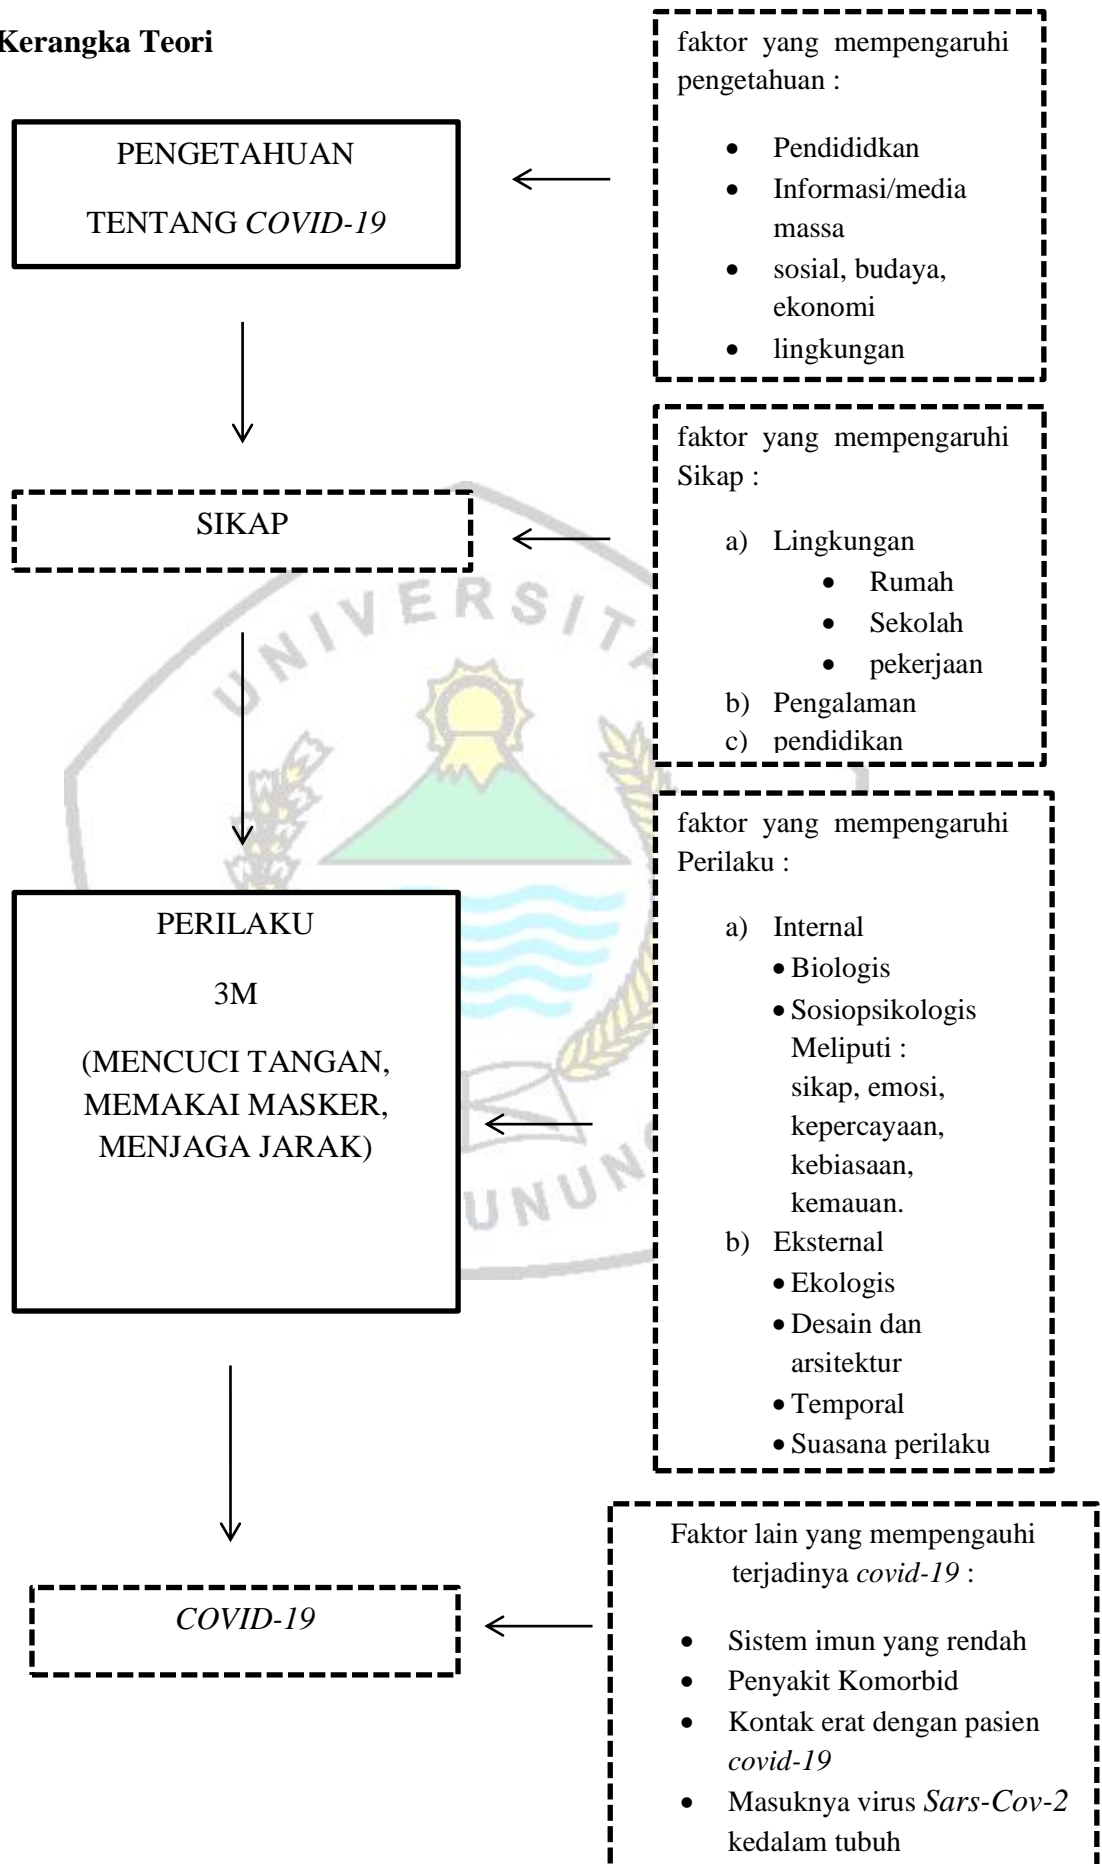 Kerangka Teori
faktor yang mempengaruhi
pengetahuan :
• Pendididkan
• Informasi/media
massa
• sosial, budaya,
ekonomi
• lingkungan
PENGETAHUAN
TENTANG COVID-19
faktor yang mempengaruhi
Sikap :
a) Lingkungan
• Rumah
• Sekolah
• pekerjaan
b) Pengalaman
c) pendidikan
SIKAP
faktor yang mempengaruhi
Perilaku :
a) Internal
• Biologis
• Sosiopsikologis
Meliputi :
sikap, emosi,
kepercayaan,
kebiasaan,
kemauan.
b) Eksternal
• Ekologis
• Desain dan
arsitektur
• Temporal
• Suasana perilaku
PERILAKU
3M
(MENCUCI TANGAN,
MEMAKAI MASKER,
MENJAGA JARAK)
Faktor lain yang mempengauhi
terjadinya covid-19 :
• Sistem imun yang rendah
• Penyakit Komorbid
• Kontak erat dengan pasien
covid-19
• Masuknya virus Sars-Cov-2
kedalam tubuh
COVID-19